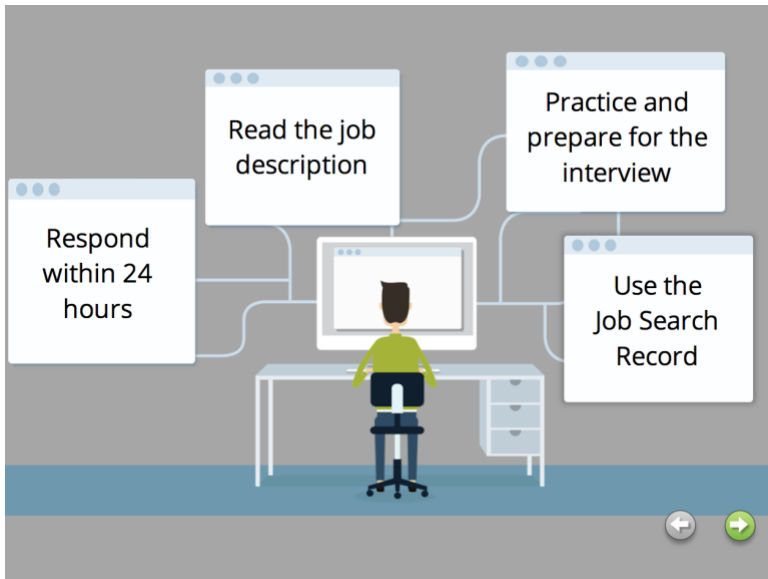 Respond
within 24
hours
Read the job
description
Practice and
prepare for the
interview
Use the
Job Search
Record